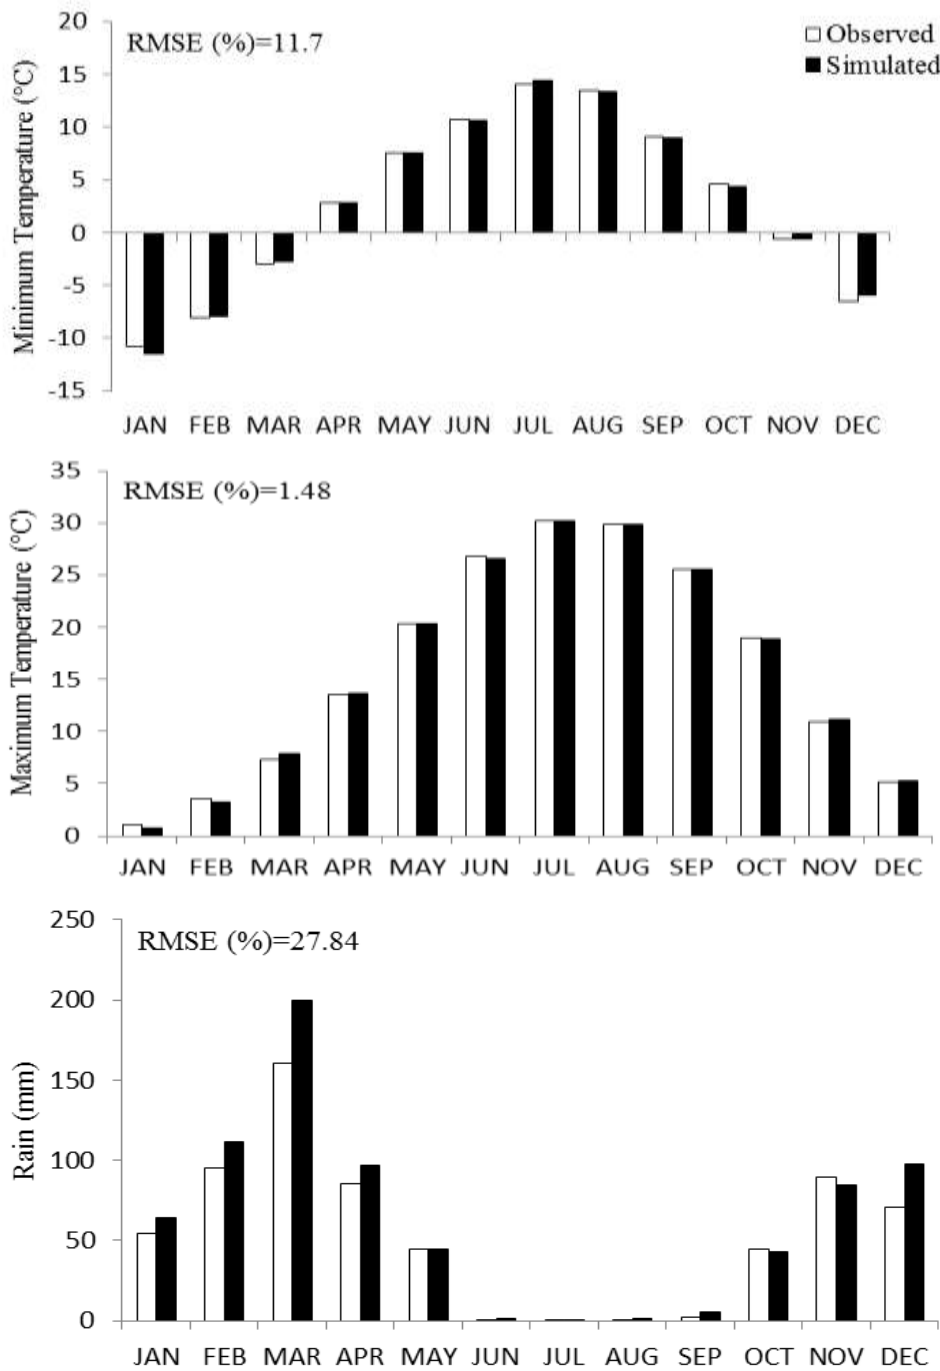 20
RMSE (%)=11.7
Observed
Simulated
15
10
5
0
-5
-10
-15
Minimum Temperature (°C)
JAN FEB MAR APR MAY JUN JUL AUG SEP OCT NOV DEC
35
RMSE (%)=1.48
30
25
20
15
10
5
0
Maximum Temperature (°C)
JAN FEB MAR APR MAY JUN JUL AUG SEP OCT NOV DEC
250
RMSE (%)=27.84
200
150
100
50
0
Rain (mm)
JAN FEB MAR APR MAY JUN JUL AUG SEP OCT NOV DEC